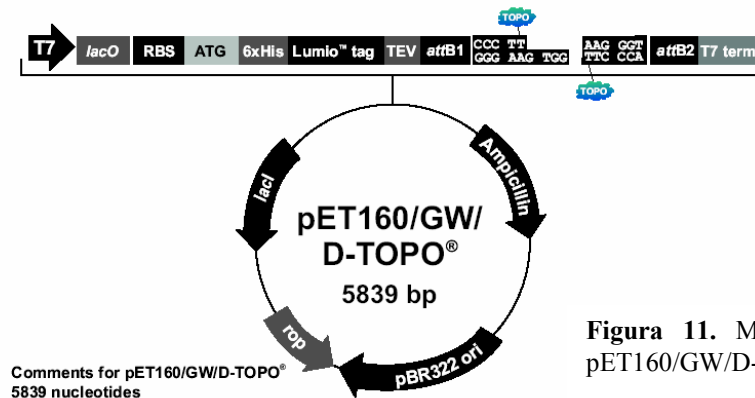 TOPO
T7 lacO RBS ATG 6xHis Lumio™ tag TEV attB1 CCC TT AAG GGT attB2 T7 term
GGG AAG TGG TTC CCA
TOPO
lacI
Ampicillin
pET160/GW/
D-TOPO®
5839 bp
rop
pBR322 ori
Comments for pET160/GW/D-TOPO®
5839 nucleotides
Figura 11. M
pET160/GW/D-